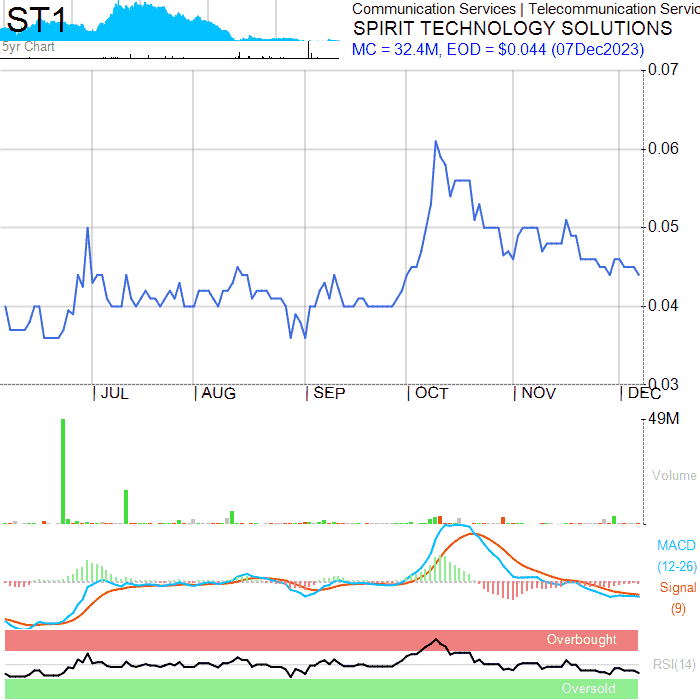 ST1
5yr Chart
Communication Services | Telecommunication Servic
SPIRIT TECHNOLOGY SOLUTIONS
MC = 32.4M, EOD = $0.044 (07Dec2023)
0.07
0.06
0.05
0.04
0.03
JUL AUG SEP OCT NOV DEC
49M
Volume
MACD
(12-26)
Signal
(9)
Overbought
RSI(14)
Oversold